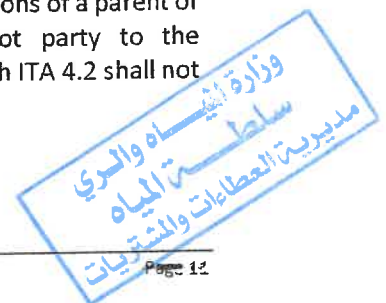 ons of a parent or
ot party to the
h ITA 4.2 shall not
وزارة المياه والري
سلطة المياه
مديرية العطاءات والمشتريات
Page 11